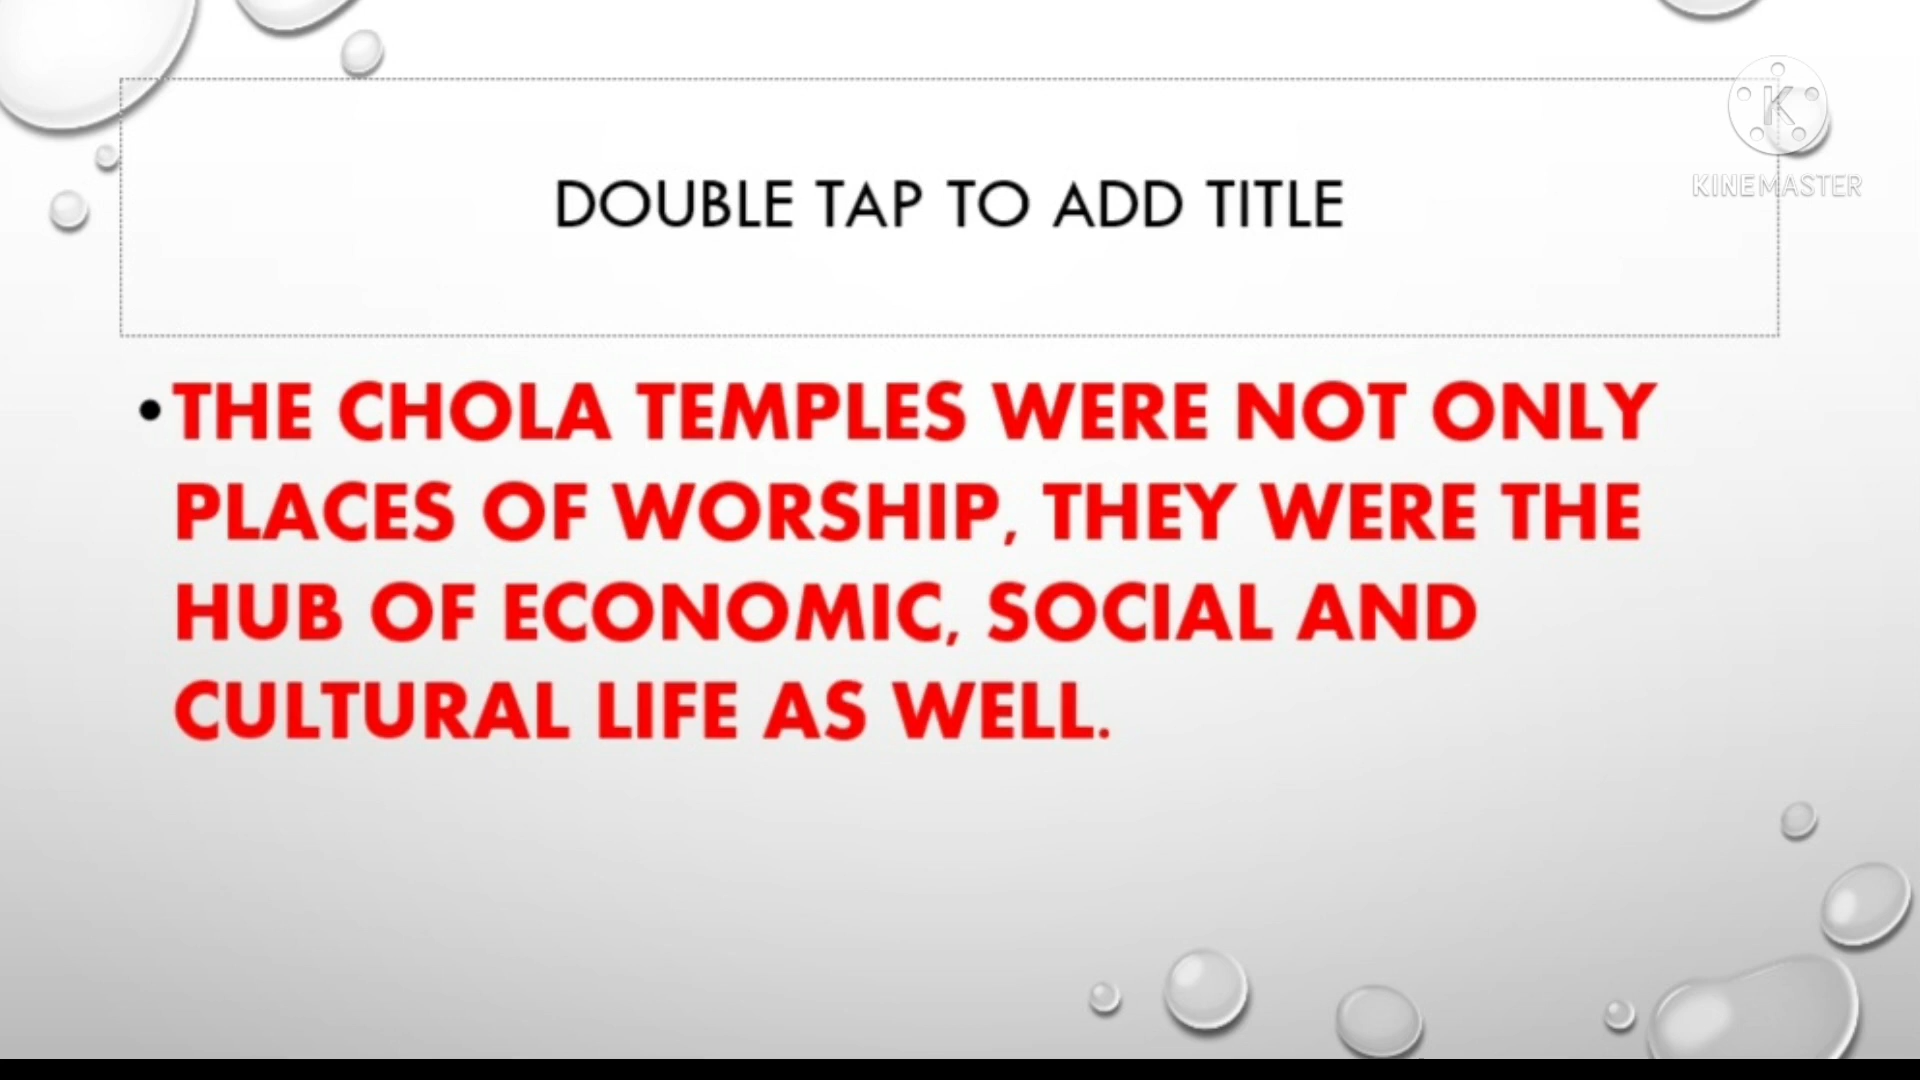 K
KINEMASTER
DOUBLE TAP TO ADD TITLE
• THE CHOLA TEMPLES WERE NOT ONLY
PLACES OF WORSHIP, THEY WERE THE
HUB OF ECONOMIC, SOCIAL AND
CULTURAL LIFE AS WELL.